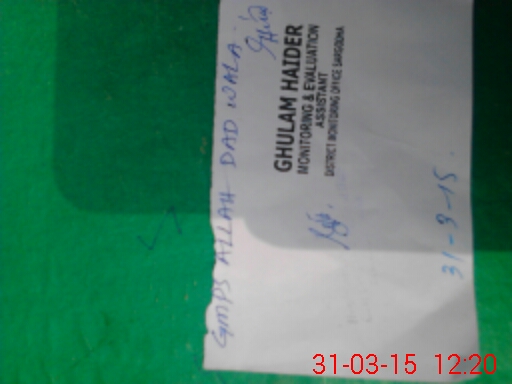 GMPS ALLAH DAD WALA
GHULAM HAIDER
MONITORING & EVALUATION
ASSISTANT
DISTRICT MONITORING OFFICE SARGODHA
31-3-15.
31-03-15 12:20